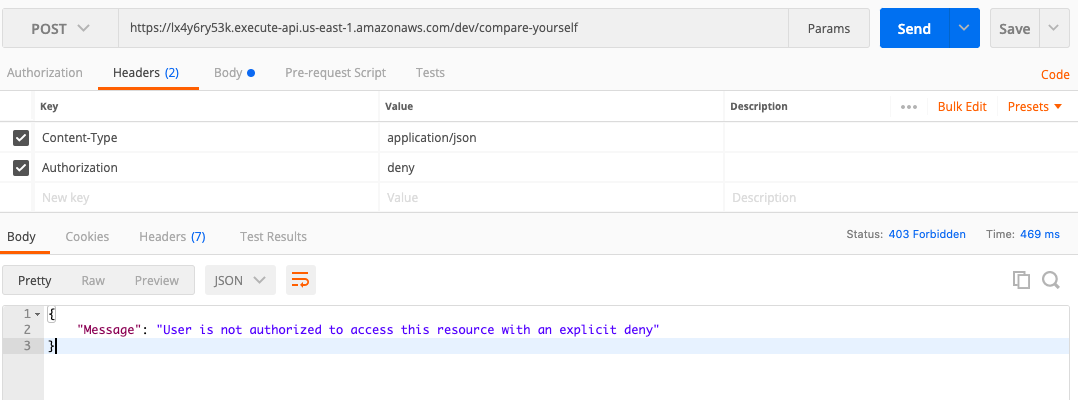 POST https://lx4y6ry53k.execute-api.us-east-1.amazonaws.com/dev/compare-yourself Params Send Save
Authorization Headers (2) Body Pre-request Script Tests Code
Key Value Description Bulk Edit Presets
Content-Type application/json
Authorization deny
New key Value Description
Body Cookies Headers (7) Test Results Status: 403 Forbidden Time: 469 ms
Pretty Raw Preview JSON
1 {
2 "Message": "User is not authorized to access this resource with an explicit deny"
3 }